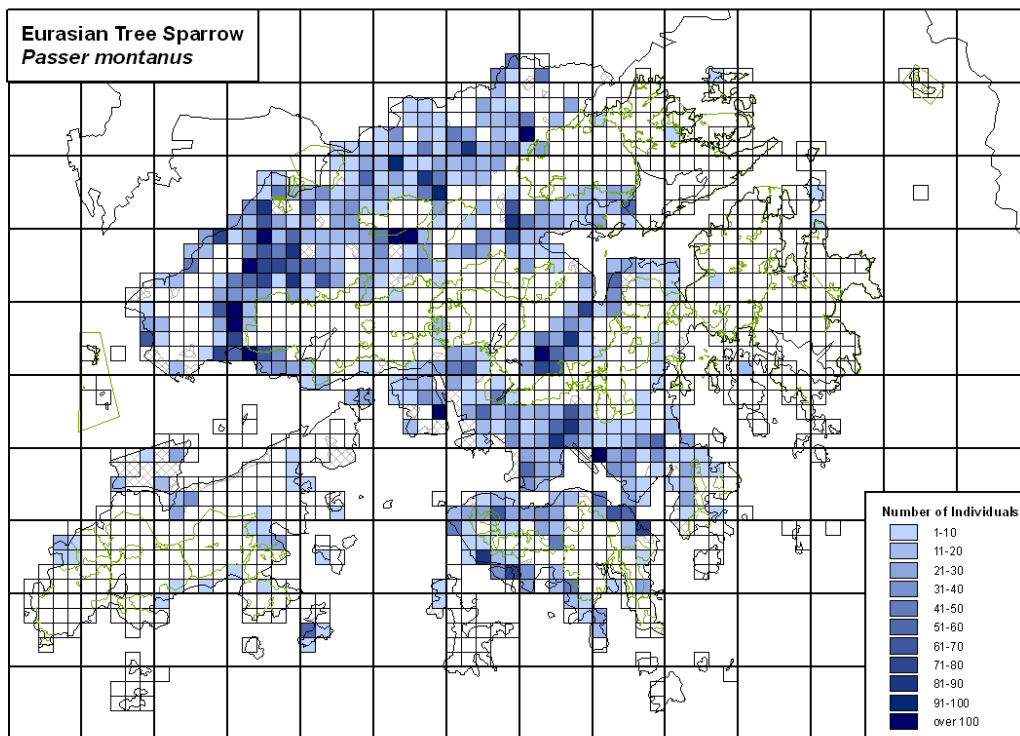 Eurasian Tree Sparrow
Passer montanus
Number of Individuals
1-10
11-20
21-30
31-40
41-50
51-60
61-70
71-80
81-90
91-100
over 100